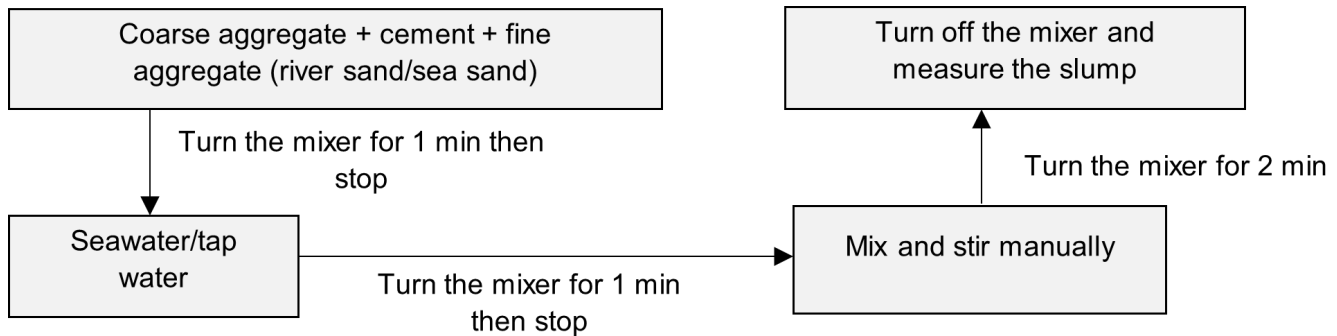 Coarse aggregate + cement + fine
aggregate (river sand/sea sand)
Turn the mixer for 1 min then
stop
Seawater/tap
water
Turn the mixer for 1 min
then stop
Mix and stir manually
Turn the mixer for 2 min
Turn off the mixer and
measure the slump